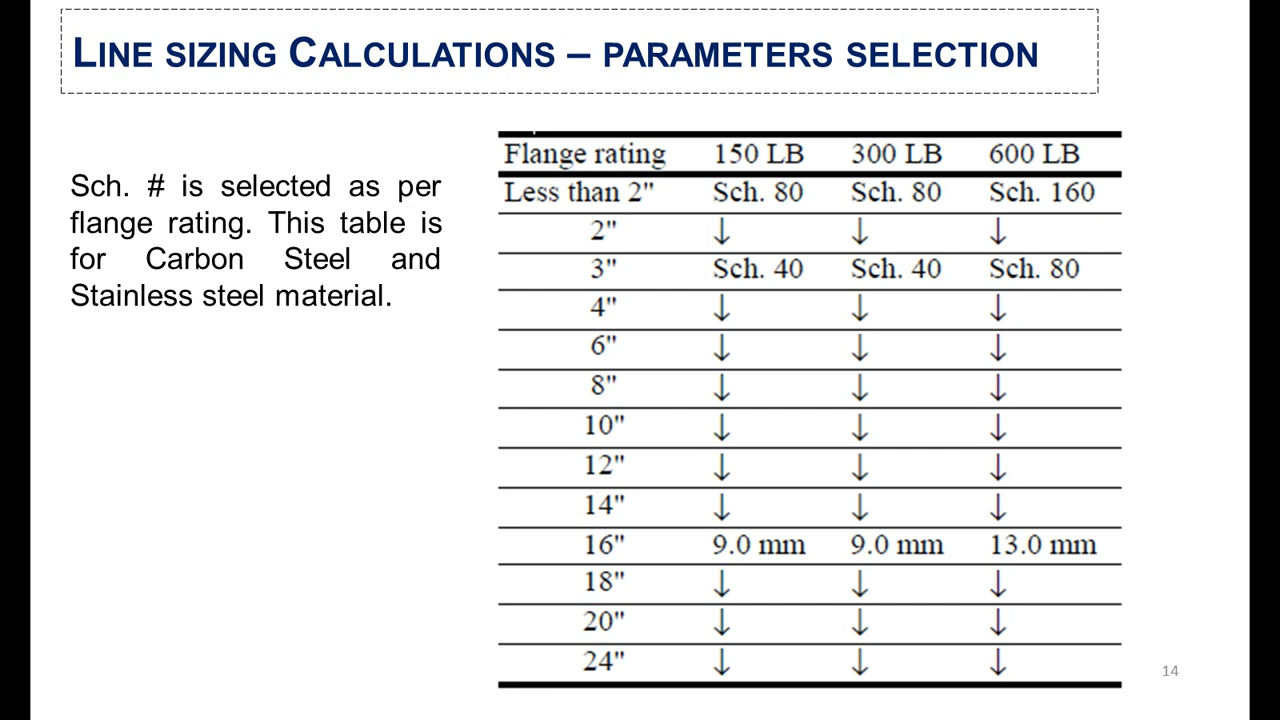 LINE SIZING CALCULATIONS – PARAMETERS SELECTION
Sch. # is selected as per
flange rating. This table is
for Carbon Steel and
Stainless steel material.
Flange rating 150 LB 300 LB 600 LB
Less than 2" Sch. 80 Sch. 80 Sch. 160
2" ↓ ↓ ↓
3" Sch. 40 Sch. 40 Sch. 80
4" ↓ ↓ ↓
6" ↓ ↓ ↓
8" ↓ ↓ ↓
10" ↓ ↓ ↓
12" ↓ ↓ ↓
14" ↓ ↓ ↓
16" 9.0 mm 9.0 mm 13.0 mm
18" ↓ ↓ ↓
20" ↓ ↓ ↓
24" ↓ ↓ ↓
14